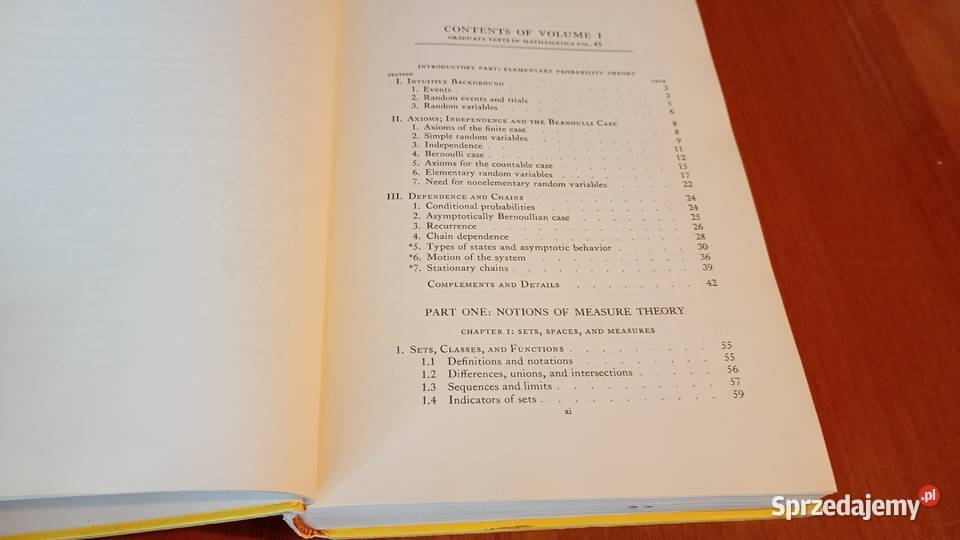 CONTENTS OF VOLUME I
GRADUATE TEXTS IN MATHEMATICS VOL. 45
INTRODUCTORY PART: ELEMENTARY PROBABILITY THEORY
SECTION PAGE
I. INTUITIVE BACKGROUND 3
1. Events 3
2. Random events and trials 5
3. Random variables 6
II. AXIOMS; INDEPENDENCE AND THE BERNOULLI CASE 8
1. Axioms of the finite case 8
2. Simple random variables 9
3. Independence 11
4. Bernoulli case 12
5. Axioms for the countable case 15
6. Elementary random variables 17
7. Need for nonelementary random variables 22
III. DEPENDENCE AND CHAINS 24
1. Conditional probabilities 24
2. Asymptotically Bernoullian case 25
3. Recurrence 26
4. Chain dependence 28
*5. Types of states and asymptotic behavior 30
*6. Motion of the system 36
*7. Stationary chains 39
COMPLEMENTS AND DETAILS 42
PART ONE: NOTIONS OF MEASURE THEORY
CHAPTER I: SETS, SPACES, AND MEASURES
1. SETS, CLASSES, AND FUNCTIONS 55
1.1 Definitions and notations 55
1.2 Differences, unions, and intersections 56
1.3 Sequences and limits 57
1.4 Indicators of sets 59
xi
Sprzedajemy.pl